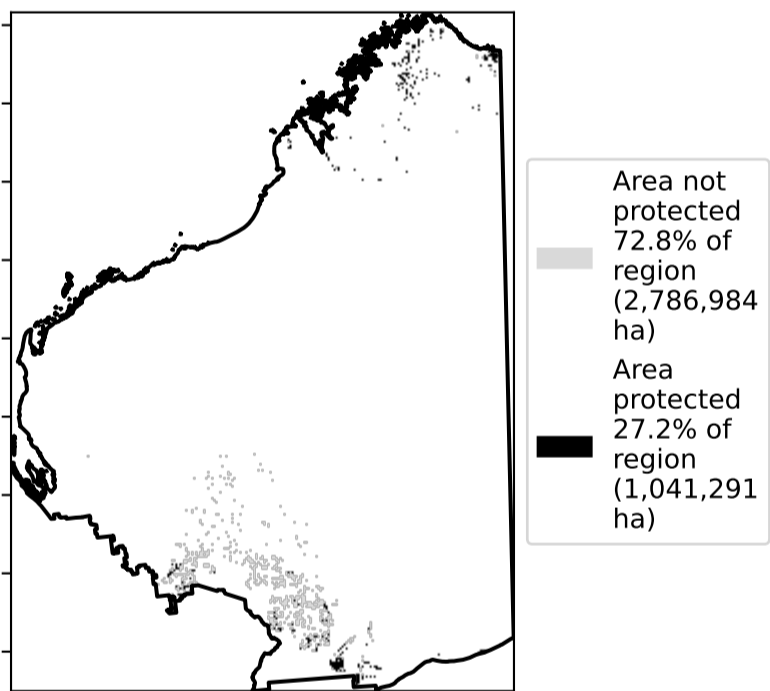 Area not
protected
72.8% of
region
(2,786,984
ha)
Area
protected
27.2% of
region
(1,041,291
ha)